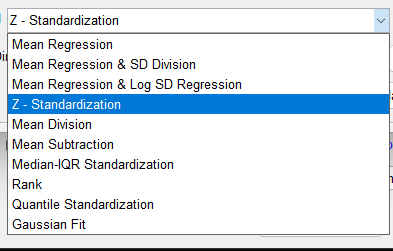 Z - Standardization
Mean Regression
Mean Regression & SD Division
Mean Regression & Log SD Regression
Z - Standardization
Mean Division
Mean Subtraction
Median-IQR Standardization
Rank
Quantile Standardization
Gaussian Fit